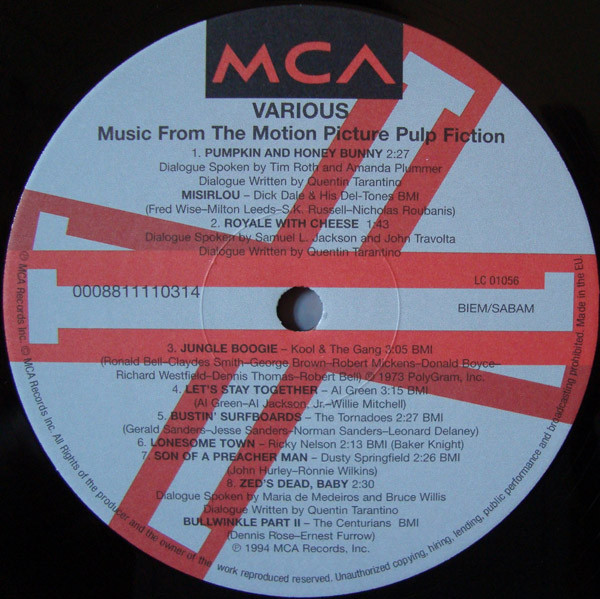 MCA
VARIOUS
Music From The Motion Picture Pulp Fiction
1. PUMPKIN AND HONEY BUNNY 2:27
Dialogue Spoken by Tim Roth and Amanda Plummer
Dialogue Written by Quentin Tarantino
MISIRLOU – Dick Dale & His Del-Tones BMI
(Fred Wise–Milton Leeds–S.K. Russell–Nicholas Roubanis)
2. ROYALE WITH CHEESE 1:43
Dialogue Spoken by Samuel L. Jackson and John Travolta
Dialogue Written by Quentin Tarantino
LC 01056
0008811110314
BIEM/SABAM
3. JUNGLE BOOGIE – Kool & The Gang 3:05 BMI
(Ronald Bell–Claydes Smith–George Brown–Robert Mickens–Donald Boyce–
Richard Westfield–Dennis Thomas–Robert Bell) ℗ 1973 PolyGram, Inc.
4. LET'S STAY TOGETHER – Al Green 3:15 BMI
(Al Green–Al Jackson, Jr.–Willie Mitchell)
5. BUSTIN' SURFBOARDS – The Tornadoes 2:27 BMI
(Gerald Sanders–Jesse Sanders–Norman Sanders–Leonard Delaney)
6. LONESOME TOWN – Ricky Nelson 2:13 BMI (Baker Knight)
7. SON OF A PREACHER MAN – Dusty Springfield 2:26 BMI
(John Hurley–Ronnie Wilkins)
8. ZED'S DEAD, BABY 2:30
Dialogue Spoken by Maria de Medeiros and Bruce Willis
Dialogue Written by Quentin Tarantino
BULLWINKLE PART II – The Centurians BMI
(Dennis Rose–Ernest Furrow)
℗ 1994 MCA Records, Inc.
℗ MCA Records Inc. © MCA Records Inc. All Rights of the producer and the owner of the work reproduced reserved. Unauthorized copying, hiring, lending, public performance and broadcasting prohibited. Made in the EU